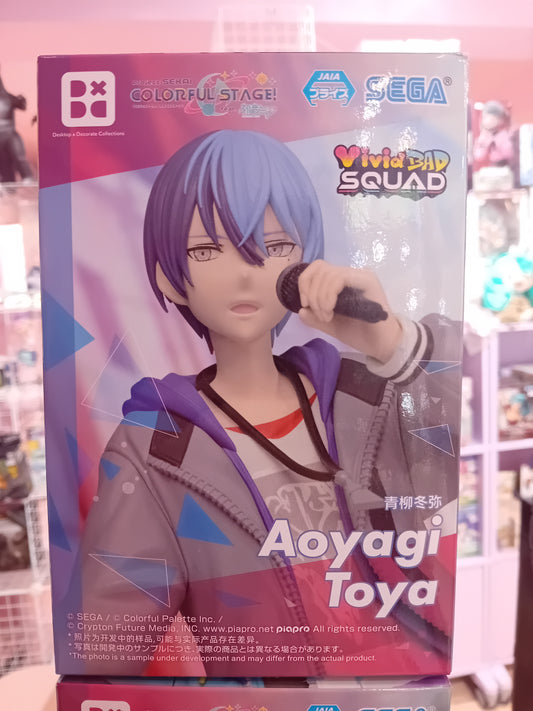 Desktop x Decorate Collections
COLORFUL STAGE!
JAIA
プライズ
SEGA®
Vivid BAD
SQUAD
青柳冬弥
Aoyagi
Toya
© SEGA / © Colorful Palette Inc. /
© Crypton Future Media, INC. www.piapro.net piapro All rights reserved.
* 照片为开发中的样品,可能与实际产品存在差异。
* 写真は開発中のサンプルにつき、実際の商品とは異なる場合があります。
*The photo is a sample under development and may differ from the actual product.
JAIA
SEGA